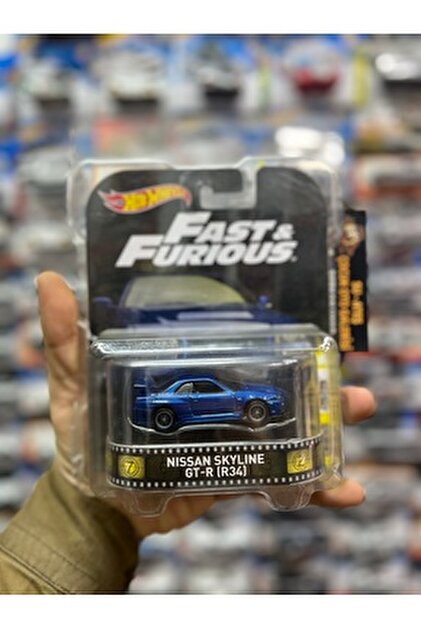 Hot Wheels
FAST &
FURIOUS
NISSAN SKYLINE
GT-R (R34)